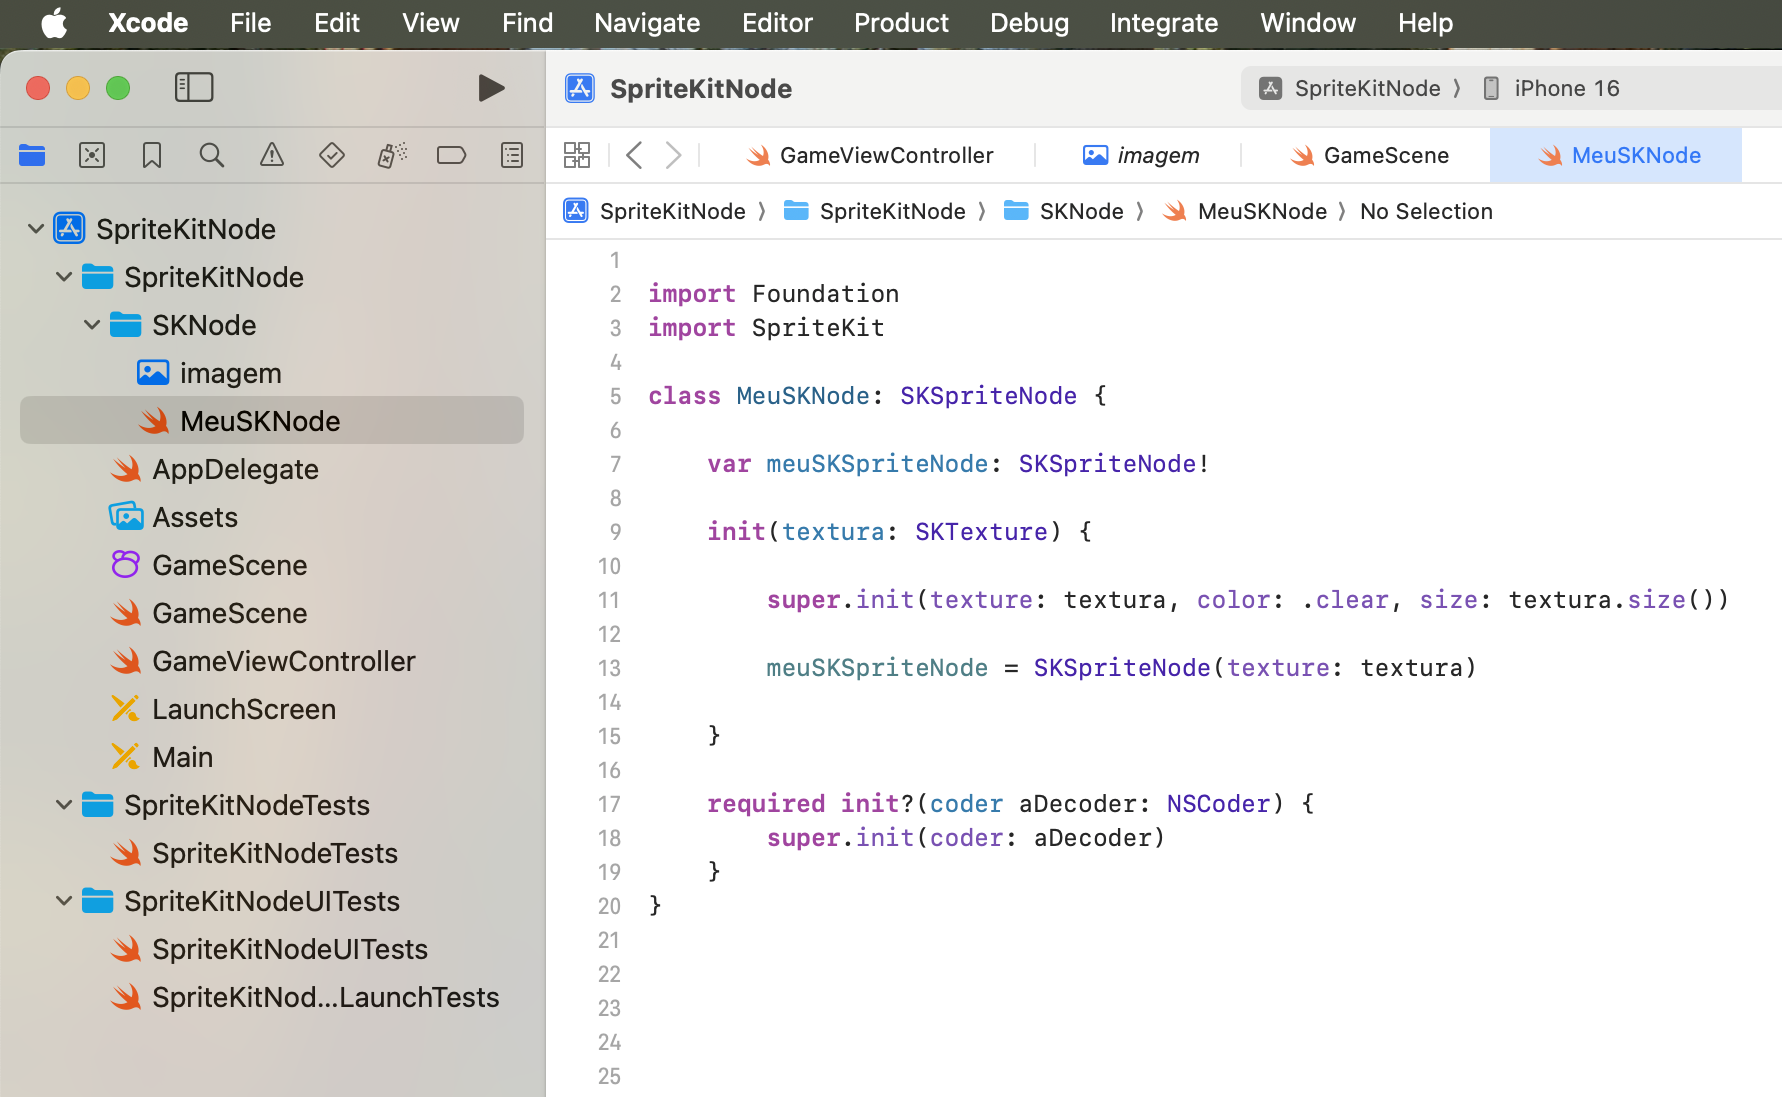 Xcode File Edit View Find Navigate Editor Product Debug Integrate Window Help
SpriteKitNode SpriteKitNode 〉 iPhone 16
GameViewController imagem GameScene MeuSKNode
SpriteKitNode 〉 SpriteKitNode 〉 SKNode 〉 MeuSKNode 〉 No Selection
SpriteKitNode
SpriteKitNode
SKNode
imagem
MeuSKNode
AppDelegate
Assets
GameScene
GameScene
GameViewController
LaunchScreen
Main
SpriteKitNodeTests
SpriteKitNodeTests
SpriteKitNodeUITests
SpriteKitNodeUITests
SpriteKitNod...LaunchTests
1
2 import Foundation
3 import SpriteKit
4
5 class MeuSKNode: SKSpriteNode {
6
7 var meuSKSpriteNode: SKSpriteNode!
8
9 init(textura: SKTexture) {
10
11 super.init(texture: textura, color: .clear, size: textura.size())
12
13 meuSKSpriteNode = SKSpriteNode(texture: textura)
14
15 }
16
17 required init?(coder aDecoder: NSCoder) {
18 super.init(coder: aDecoder)
19 }
20 }
21
22
23
24
25